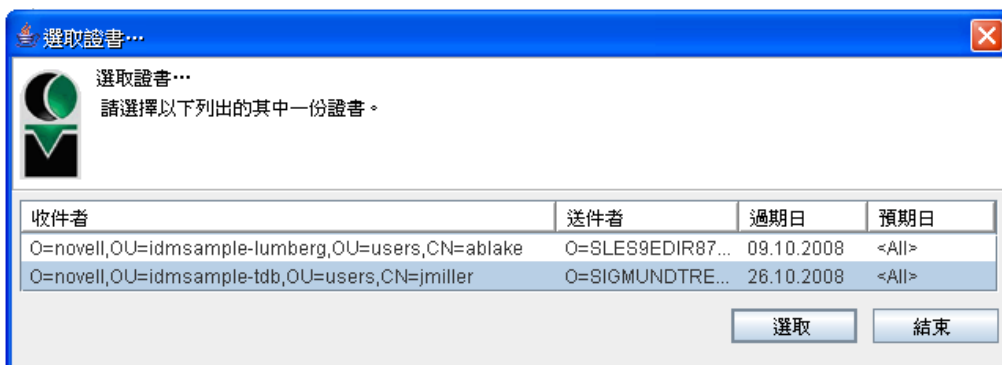 選取證書…
選取證書…
請選擇以下列出的其中一份證書。
收件者 送件者 過期日 預期日
O=novell,OU=idmsample-lumberg,OU=users,CN=ablake O=SLES9EDIR87... 09.10.2008 <All>
O=novell,OU=idmsample-tdb,OU=users,CN=jmiller O=SIGMUNDTRE... 26.10.2008 <All>
選取 結束